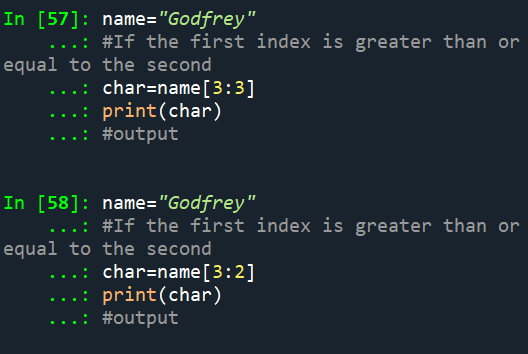 In [57]: name="Godfrey"
...: #If the first index is greater than or
equal to the second
...: char=name[3:3]
...: print(char)
...: #output
In [58]: name="Godfrey"
...: #If the first index is greater than or
equal to the second
...: char=name[3:2]
...: print(char)
...: #output